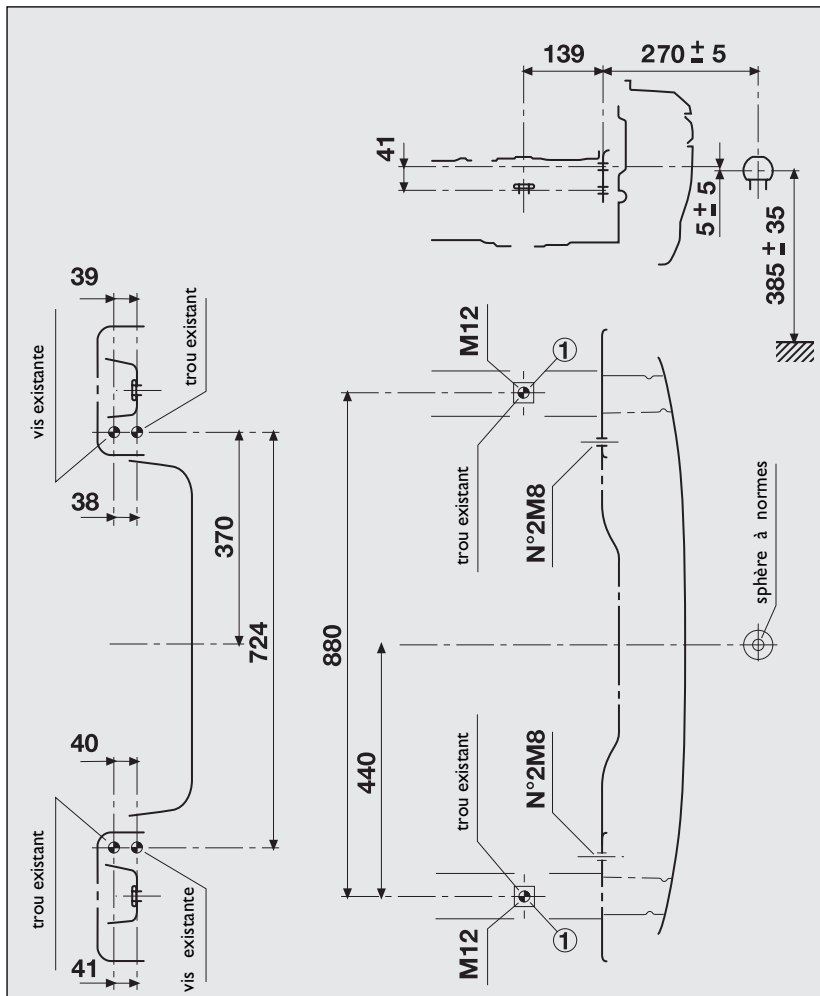 139
270 ± 5
41
5 ± 5
385 ± 35
39
vis existante
trou existant
38
370
724
M12
1
trou existant
N°2M8
880
440
sphère à normes
40
trou existant
vis existante
41
trou existant
N°2M8
M12
1